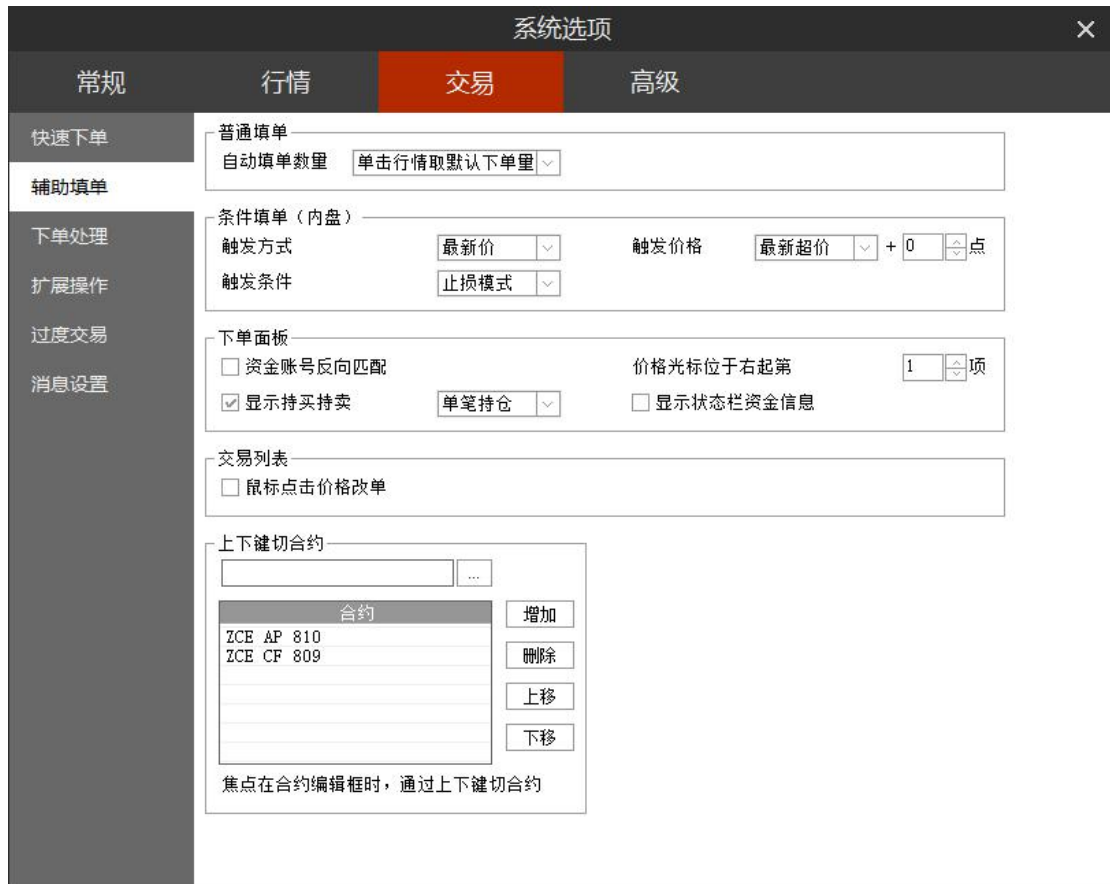 系统选项
常规 行情 交易 高级
快速下单
辅助填单
下单处理
扩展操作
过度交易
消息设置
普通填单
自动填单数量 单击行情取默认下单量
条件填单（内盘）
触发方式 最新价 触发价格 最新超价 + 0 点
触发条件 止损模式
下单面板
资金账号反向匹配 价格光标位于右起第 1 项
显示持买持卖 单笔持仓 显示状态栏资金信息
交易列表
鼠标点击价格改单
上下键切合约
...
合约 增加
ZCE AP 810
ZCE CF 809 删除
上移
下移
焦点在合约编辑框时，通过上下键切合约